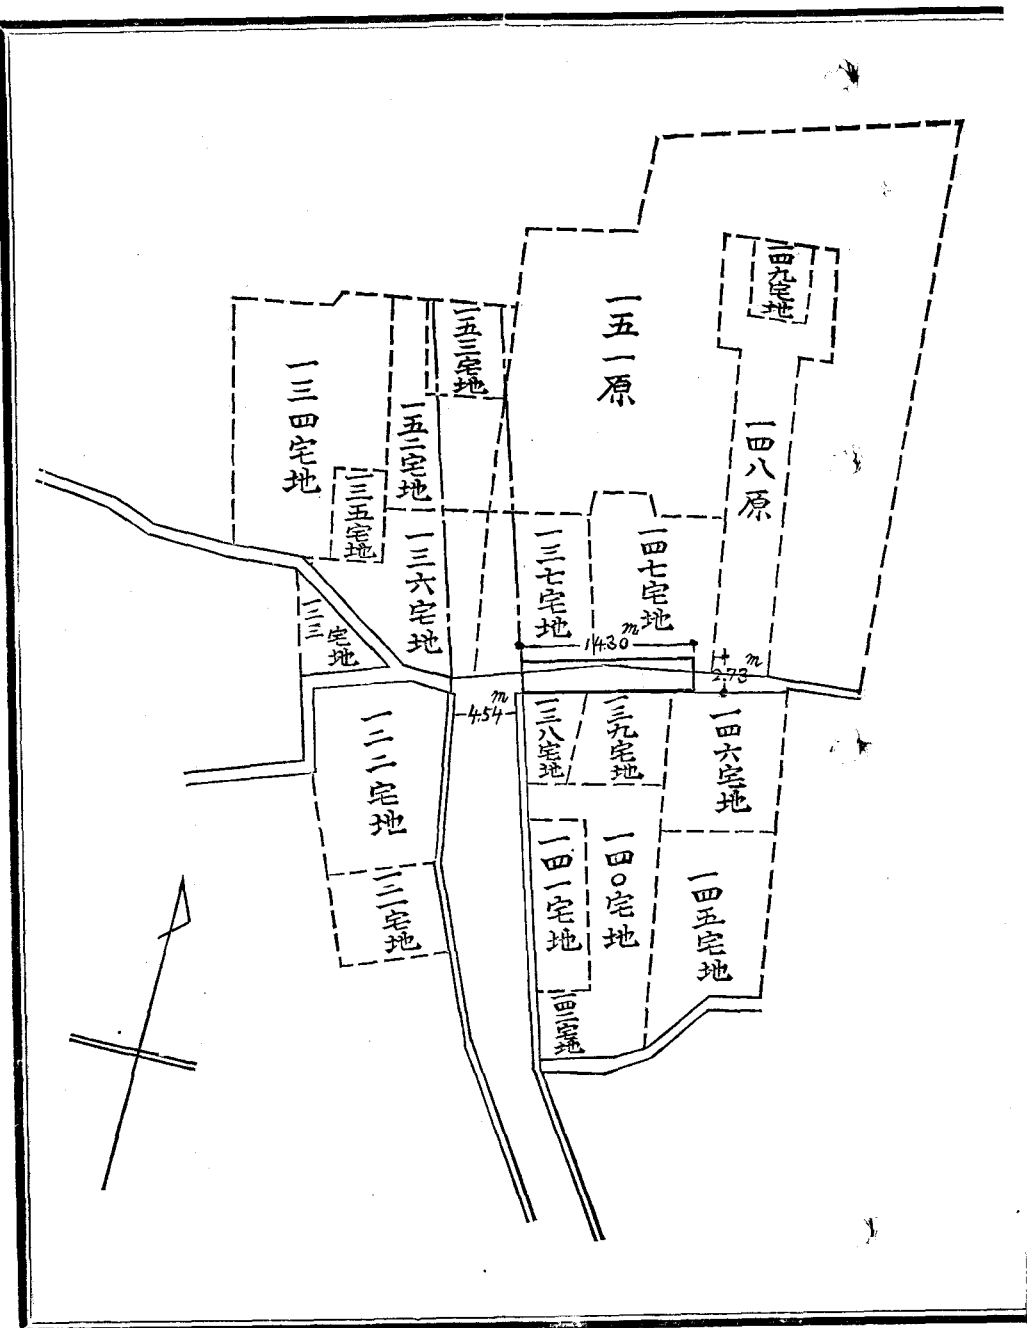 一四九宅地
一五一原
一五三宅地
一三四宅地
一五二宅地
一四八原
一三五宅地
一三六宅地
一三七宅地
一四七宅地
一二三宅地
14.30m
2.73m
4.54m
一三八宅地
一三九宅地
一四六宅地
一二二宅地
一四一宅地
一四〇宅地
一四五宅地
一二一宅地
一四二宅地